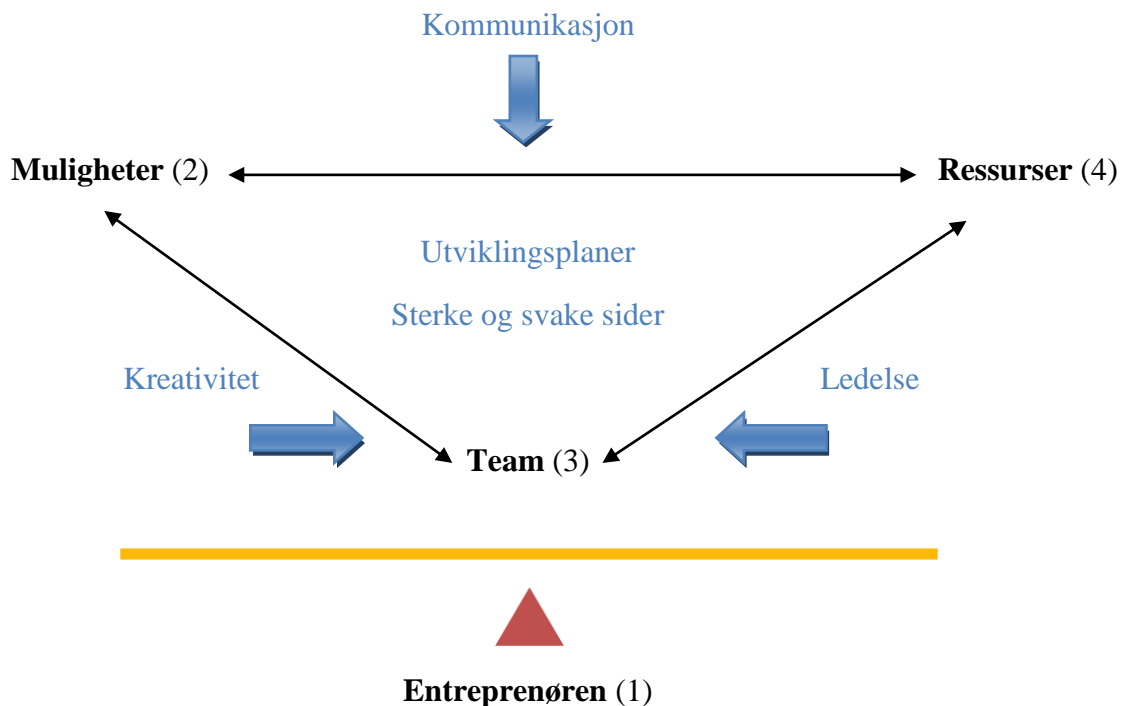 Kommunikasjon
Muligheter (2)
Ressurser (4)
Utviklingsplaner
Sterke og svake sider
Kreativitet
Ledelse
Team (3)
Entreprenøren (1)